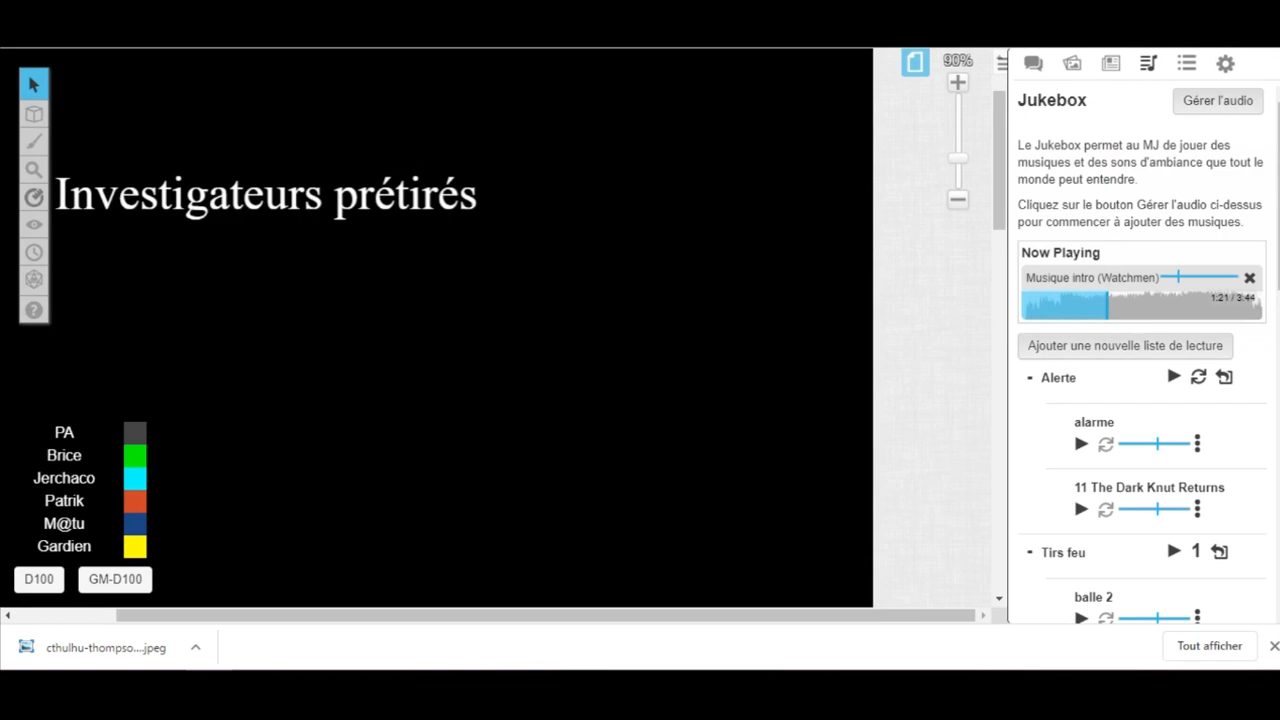 Investigateurs prétirés
PA
Brice
Jerchaco
Patrik
M@tu
Gardien
D100
GM-D100
90%
Jukebox
Gérer l'audio
Le Jukebox permet au MJ de jouer des
musiques et des sons d'ambiance que tout le
monde peut entendre.
Cliquez sur le bouton Gérer l'audio ci-dessus
pour commencer à ajouter des musiques.
Now Playing
Musique intro (Watchmen)
1:21 / 3:44
Ajouter une nouvelle liste de lecture
- Alerte
alarme
11 The Dark Knut Returns
- Tirs feu
1
balle 2
cthulhu-thompso....jpeg
Tout afficher